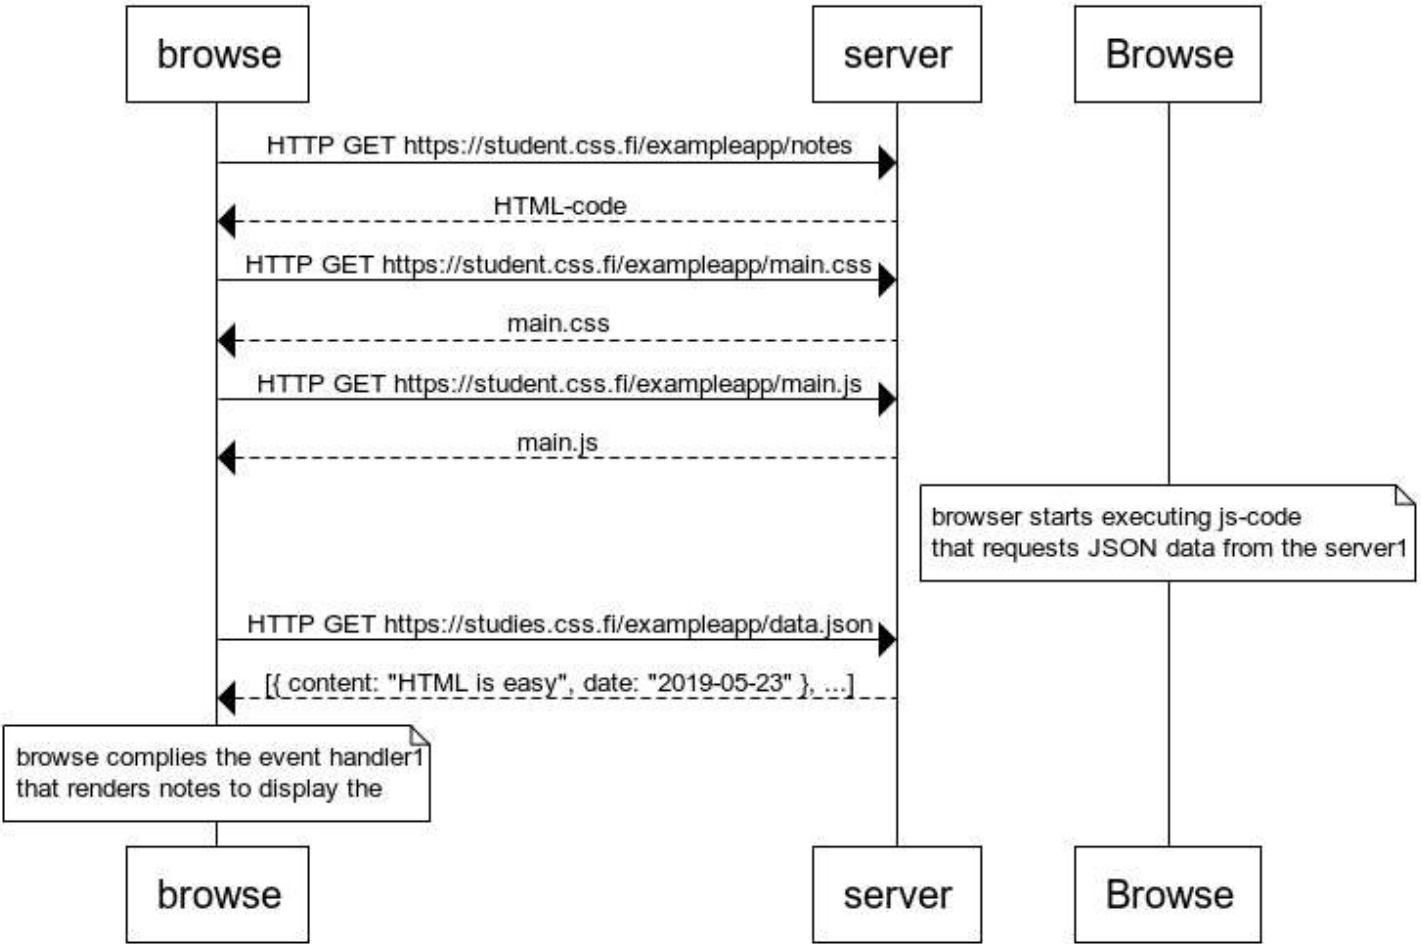 browse
server
Browse
HTTP GET https://student.css.fi/exampleapp/notes
HTML-code
HTTP GET https://student.css.fi/exampleapp/main.css
main.css
HTTP GET https://student.css.fi/exampleapp/main.js
main.js
browser starts executing js-code
that requests JSON data from the server1
HTTP GET https://studies.css.fi/exampleapp/data.json
[{ content: "HTML is easy", date: "2019-05-23" }, ...]
browse complies the event handler1
that renders notes to display the
browse
server
Browse